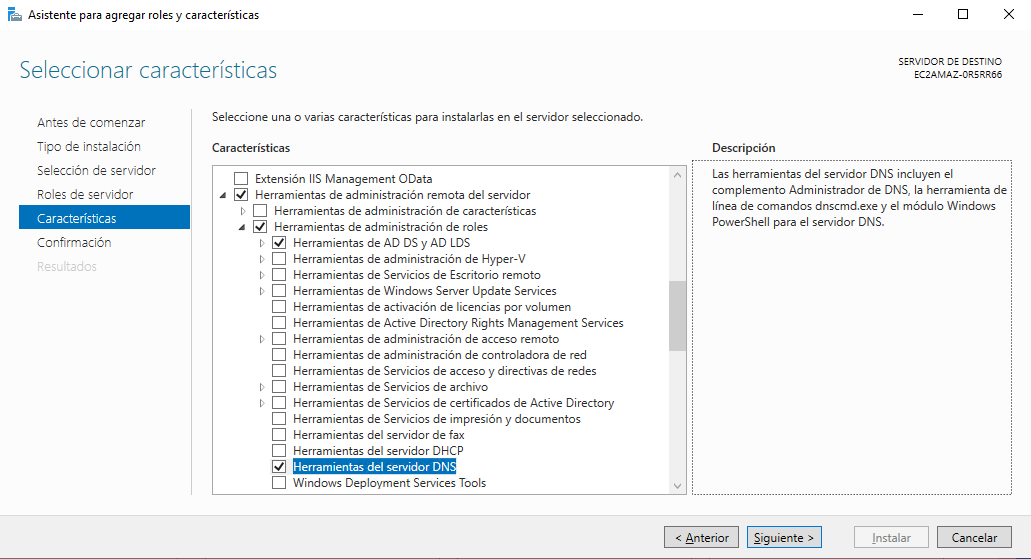 Asistente para agregar roles y características
Seleccionar características
SERVIDOR DE DESTINO
EC2AMAZ-0R5RR66
Antes de comenzar
Tipo de instalación
Selección de servidor
Roles de servidor
Características
Confirmación
Resultados
Seleccione una o varias características para instalarlas en el servidor seleccionado.
Características
Extensión IIS Management OData
Herramientas de administración remota del servidor
Herramientas de administración de características
Herramientas de administración de roles
Herramientas de AD DS y AD LDS
Herramientas de administración de Hyper-V
Herramientas de Servicios de Escritorio remoto
Herramientas de Windows Server Update Services
Herramientas de activación de licencias por volumen
Herramientas de Active Directory Rights Management Services
Herramientas de administración de acceso remoto
Herramientas de administración de controladora de red
Herramientas de Servicios de acceso y directivas de redes
Herramientas de Servicios de archivo
Herramientas de Servicios de certificados de Active Directory
Herramientas de Servicios de impresión y documentos
Herramientas del servidor de fax
Herramientas del servidor DHCP
Herramientas del servidor DNS
Windows Deployment Services Tools
Descripción
Las herramientas del servidor DNS incluyen el
complemento Administrador de DNS, la herramienta de
línea de comandos dnscmd.exe y el módulo Windows
PowerShell para el servidor DNS.
< Anterior
Siguiente >
Instalar
Cancelar